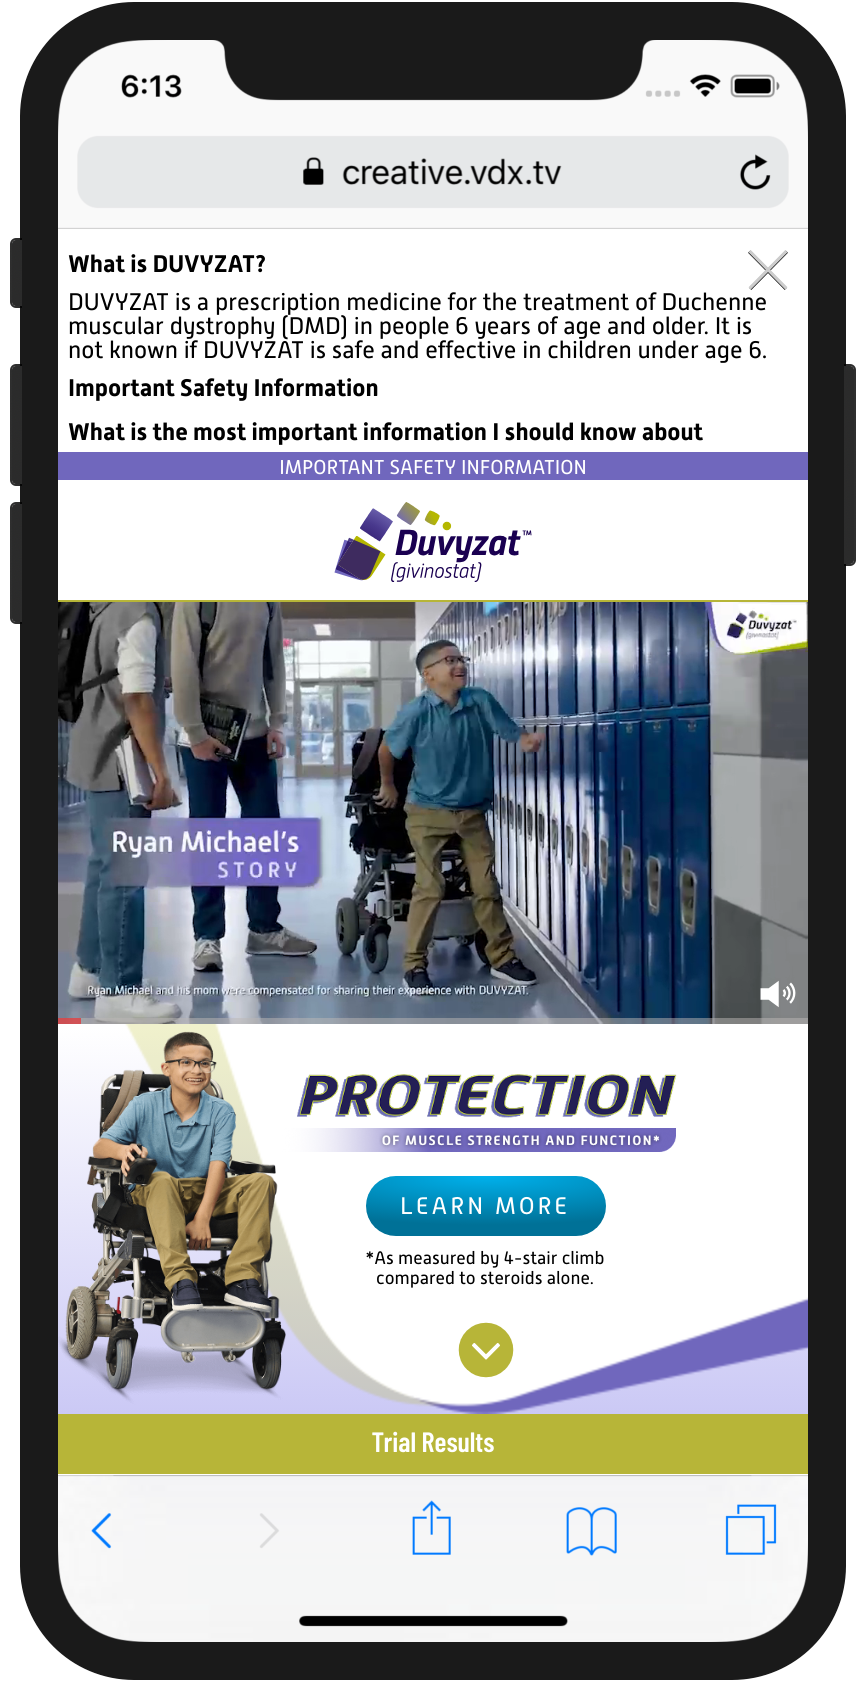 6:13
creative.vdx.tv
What is DUVYZAT?
DUVYZAT is a prescription medicine for the treatment of Duchenne
muscular dystrophy (DMD) in people 6 years of age and older. It is
not known if DUVYZAT is safe and effective in children under age 6.
Important Safety Information
What is the most important information I should know about
IMPORTANT SAFETY INFORMATION
Duvyzat™
(givinostat)
Duvyzat™
(givinostat)
Ryan Michael's
STORY
Ryan Michael and his mom were compensated for sharing their experience with DUVYZAT.
PROTECTION
OF MUSCLE STRENGTH AND FUNCTION*
LEARN MORE
*As measured by 4-stair climb
compared to steroids alone.
Trial Results